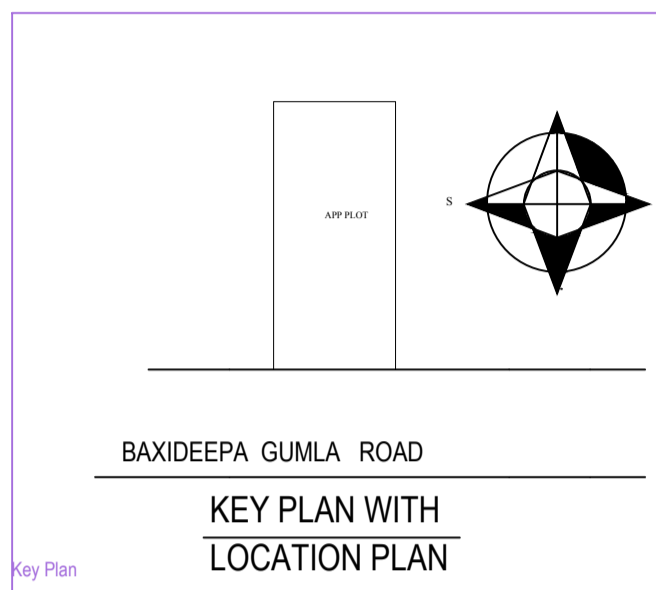 APP PLOT
S
BAXIDEEPA GUMLA ROAD
KEY PLAN WITH
LOCATION PLAN
Key Plan